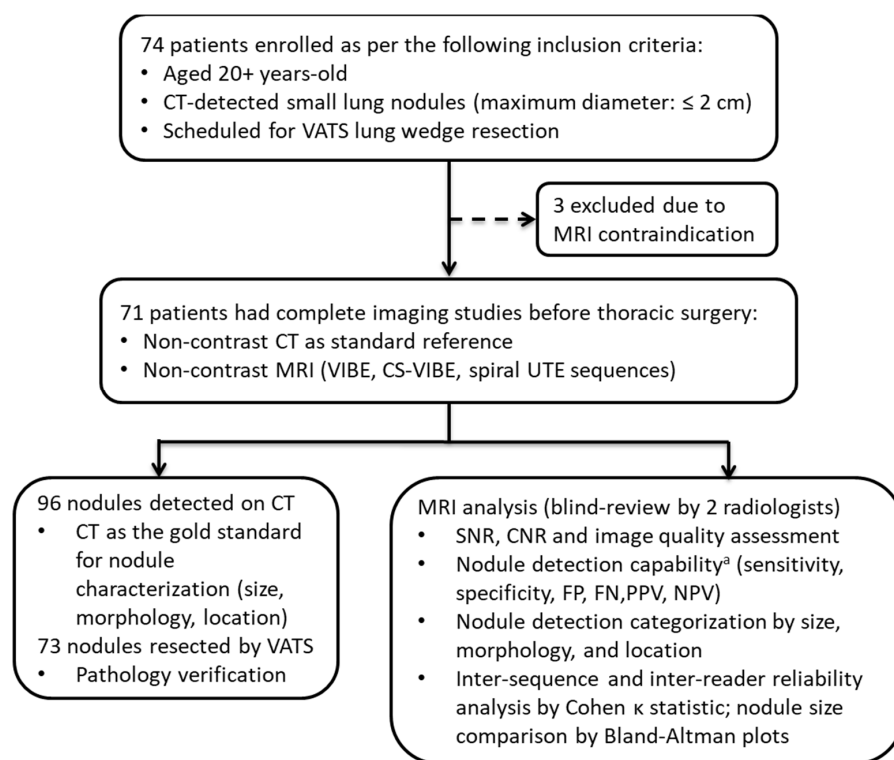 74 patients enrolled as per the following inclusion criteria:
• Aged 20+ years-old
• CT-detected small lung nodules (maximum diameter: ≤ 2 cm)
• Scheduled for VATS lung wedge resection
3 excluded due to
MRI contraindication
71 patients had complete imaging studies before thoracic surgery:
• Non-contrast CT as standard reference
• Non-contrast MRI (VIBE, CS-VIBE, spiral UTE sequences)
96 nodules detected on CT
• CT as the gold standard
for nodule
characterization (size,
morphology, location)
73 nodules resected by VATS
• Pathology verification
MRI analysis (blind-review by 2 radiologists)
• SNR, CNR and image quality assessment
• Nodule detection capabilityᵃ (sensitivity,
specificity, FP, FN,PPV, NPV)
• Nodule detection categorization by size,
morphology, and location
• Inter-sequence and inter-reader reliability
analysis by Cohen κ statistic; nodule size
comparison by Bland-Altman plots